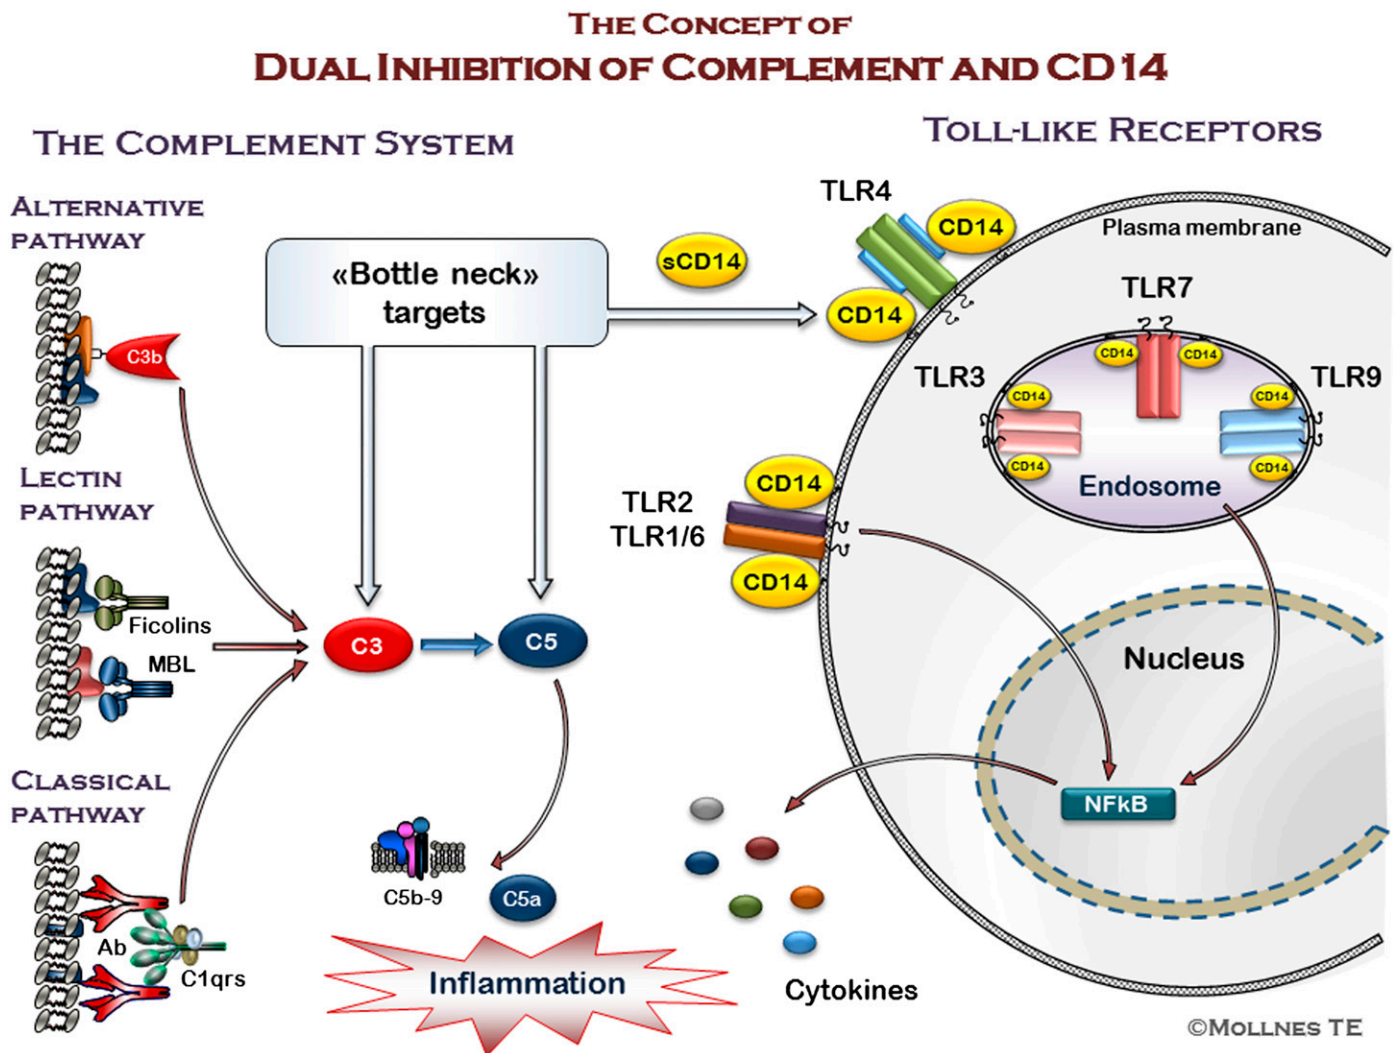 THE CONCEPT OF
DUAL INHIBITION OF COMPLEMENT AND CD14
THE COMPLEMENT SYSTEM
TOLL-LIKE RECEPTORS
ALTERNATIVE
PATHWAY
C3b
LECTIN
PATHWAY
Ficolins
MBL
CLASSICAL
PATHWAY
Ab
C1qrs
«Bottle neck»
targets
C3
C5
C5b-9
C5a
Inflammation
sCD14
TLR4
CD14
CD14
TLR2
TLR1/6
CD14
CD14
Plasma membrane
TLR7
CD14
CD14
TLR3
CD14
CD14
TLR9
CD14
CD14
Endosome
Nucleus
NFkB
Cytokines
©MOLLNES TE